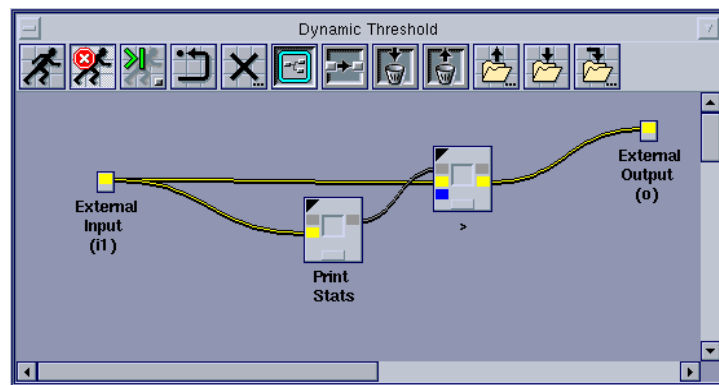 Dynamic Threshold
External
Input
(i1)
Print
Stats
>
External
Output
(o)